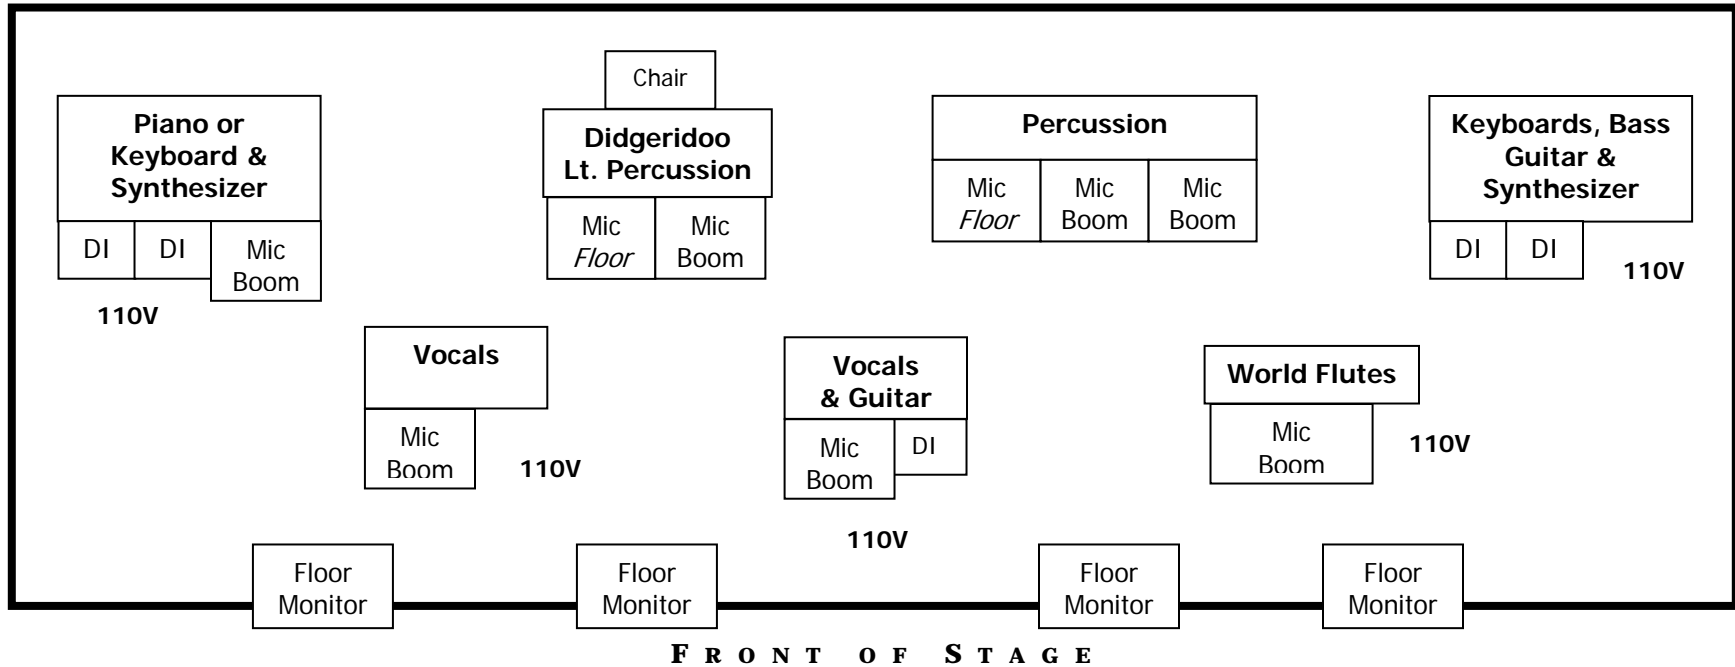 Chair
Piano or
Keyboard &
Synthesizer
DI
DI
Mic
Boom
110V
Didgeridoo
Lt. Percussion
Mic
Floor
Mic
Boom
Percussion
Mic
Floor
Mic
Boom
Mic
Boom
Keyboards, Bass
Guitar &
Synthesizer
DI
DI
110V
Vocals
Mic
Boom
110V
Vocals
& Guitar
Mic
Boom
DI
110V
World Flutes
Mic
Boom
110V
Floor
Monitor
Floor
Monitor
Floor
Monitor
Floor
Monitor
FRONT OF STAGE